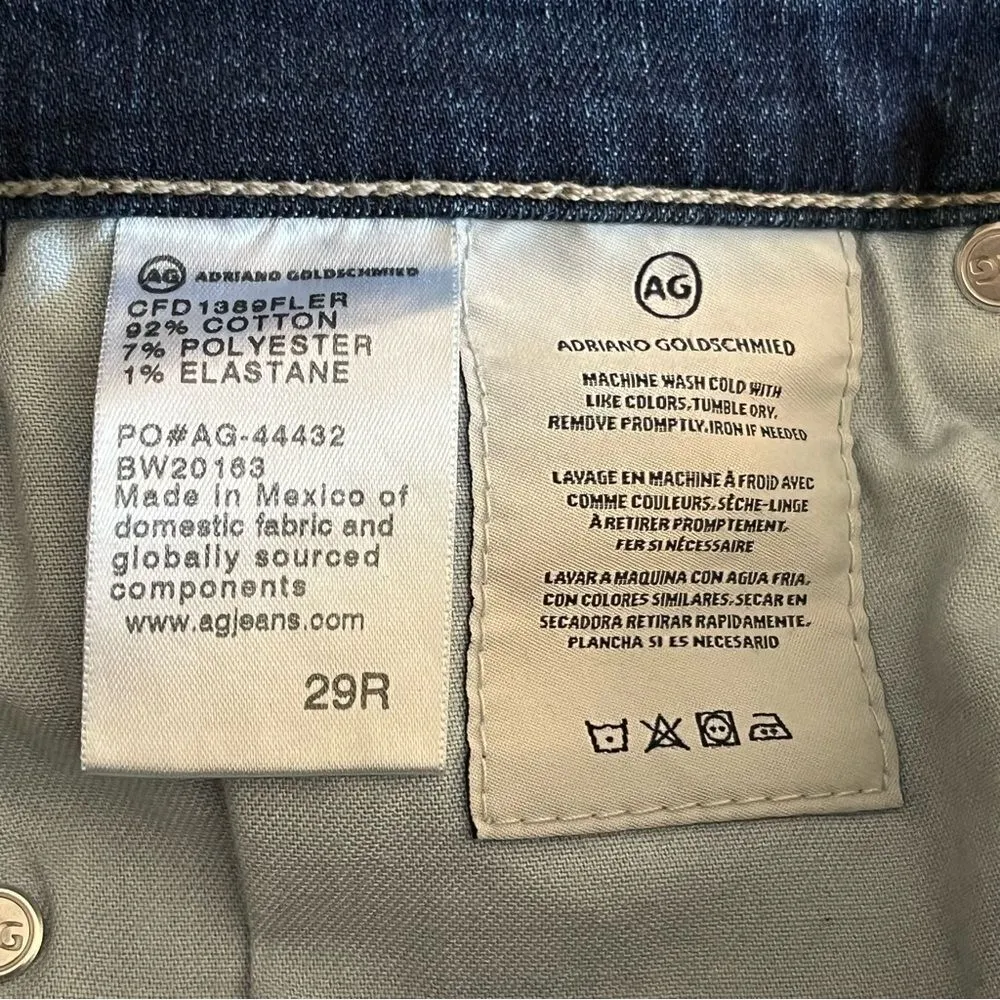 AG ADRIANO GOLDSCHMIED
CFD1389FLER
92% COTTON
7% POLYESTER
1% ELASTANE
PO#AG-44432
BW20163
Made in Mexico of
domestic fabric and
globally sourced
components
www.agjeans.com
29R
AG
ADRIANO GOLDSCHMIED
MACHINE WASH COLD WITH
LIKE COLORS, TUMBLE DRY,
REMOVE PROMPTLY, IRON IF NEEDED
LAVAGE EN MACHINE À FROID AVEC
COMME COULEURS, SÈCHE-LINGE
À RETIRER PROMPTEMENT,
FER SI NÉCESSAIRE
LAVAR A MAQUINA CON AGUA FRIA,
CON COLORES SIMILARES, SECAR EN
SECADORA RETIRAR RAPIDAMENTE,
PLANCHA SI ES NECESARIO